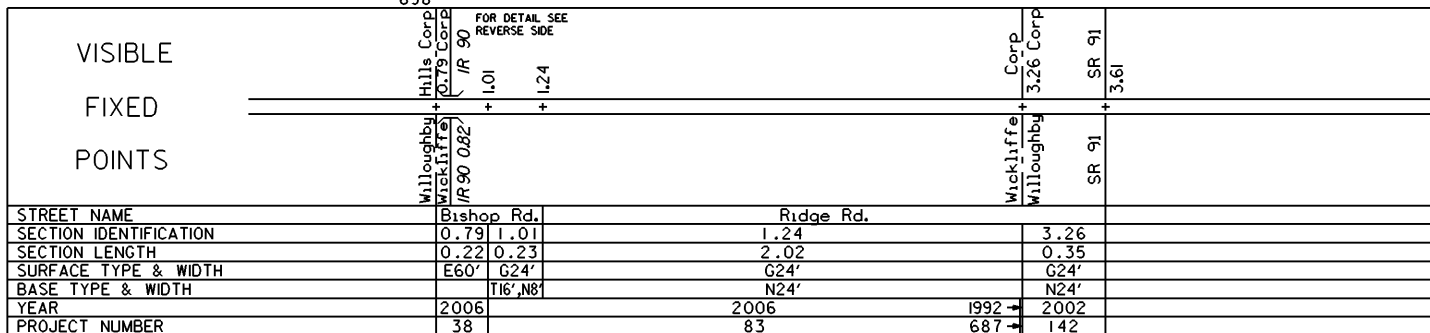 698
VISIBLE
FIXED
POINTS
Willoughby Hills Corp
Wickliffe 0.79 Corp
IR 90
IR 90 0.82
FOR DETAIL SEE
REVERSE SIDE
1.01
1.24
Wickliffe Corp
Willoughby 3.26 Corp
SR 91
SR 91
3.61
STREET NAME Bishop Rd. Ridge Rd.
SECTION IDENTIFICATION 0.79 1.01 1.24 3.26
SECTION LENGTH 0.22 0.23 2.02 0.35
SURFACE TYPE & WIDTH E60' G24' G24' G24'
BASE TYPE & WIDTH T16',N8' N24' N24'
YEAR 2006 2006 1992 → 2002
PROJECT NUMBER 38 83 687 → 142